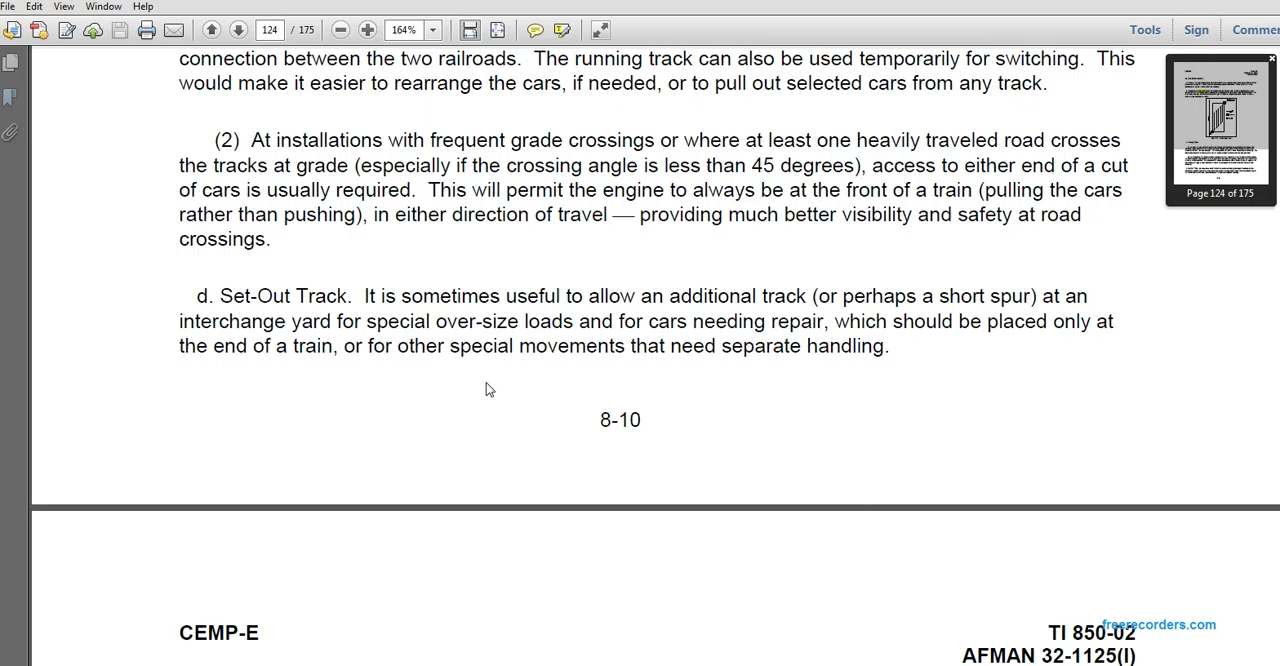 File Edit View Window Help
124 / 175 164% Tools Sign Commen
connection between the two railroads. The running track can also be used temporarily for switching. This
would make it easier to rearrange the cars, if needed, or to pull out selected cars from any track.
(2) At installations with frequent grade crossings or where at least one heavily traveled road crosses
the tracks at grade (especially if the crossing angle is less than 45 degrees), access to either end of a cut
of cars is usually required. This will permit the engine to always be at the front of a train (pulling the cars
rather than pushing), in either direction of travel — providing much better visibility and safety at road
crossings.
d. Set-Out Track. It is sometimes useful to allow an additional track (or perhaps a short spur) at an
interchange yard for special over-size loads and for cars needing repair, which should be placed only at
the end of a train, or for other special movements that need separate handling.
8-10
Page 124 of 175
CEMP-E
TI 850-02
freerecorders.com
AFMAN 32-1125(I)